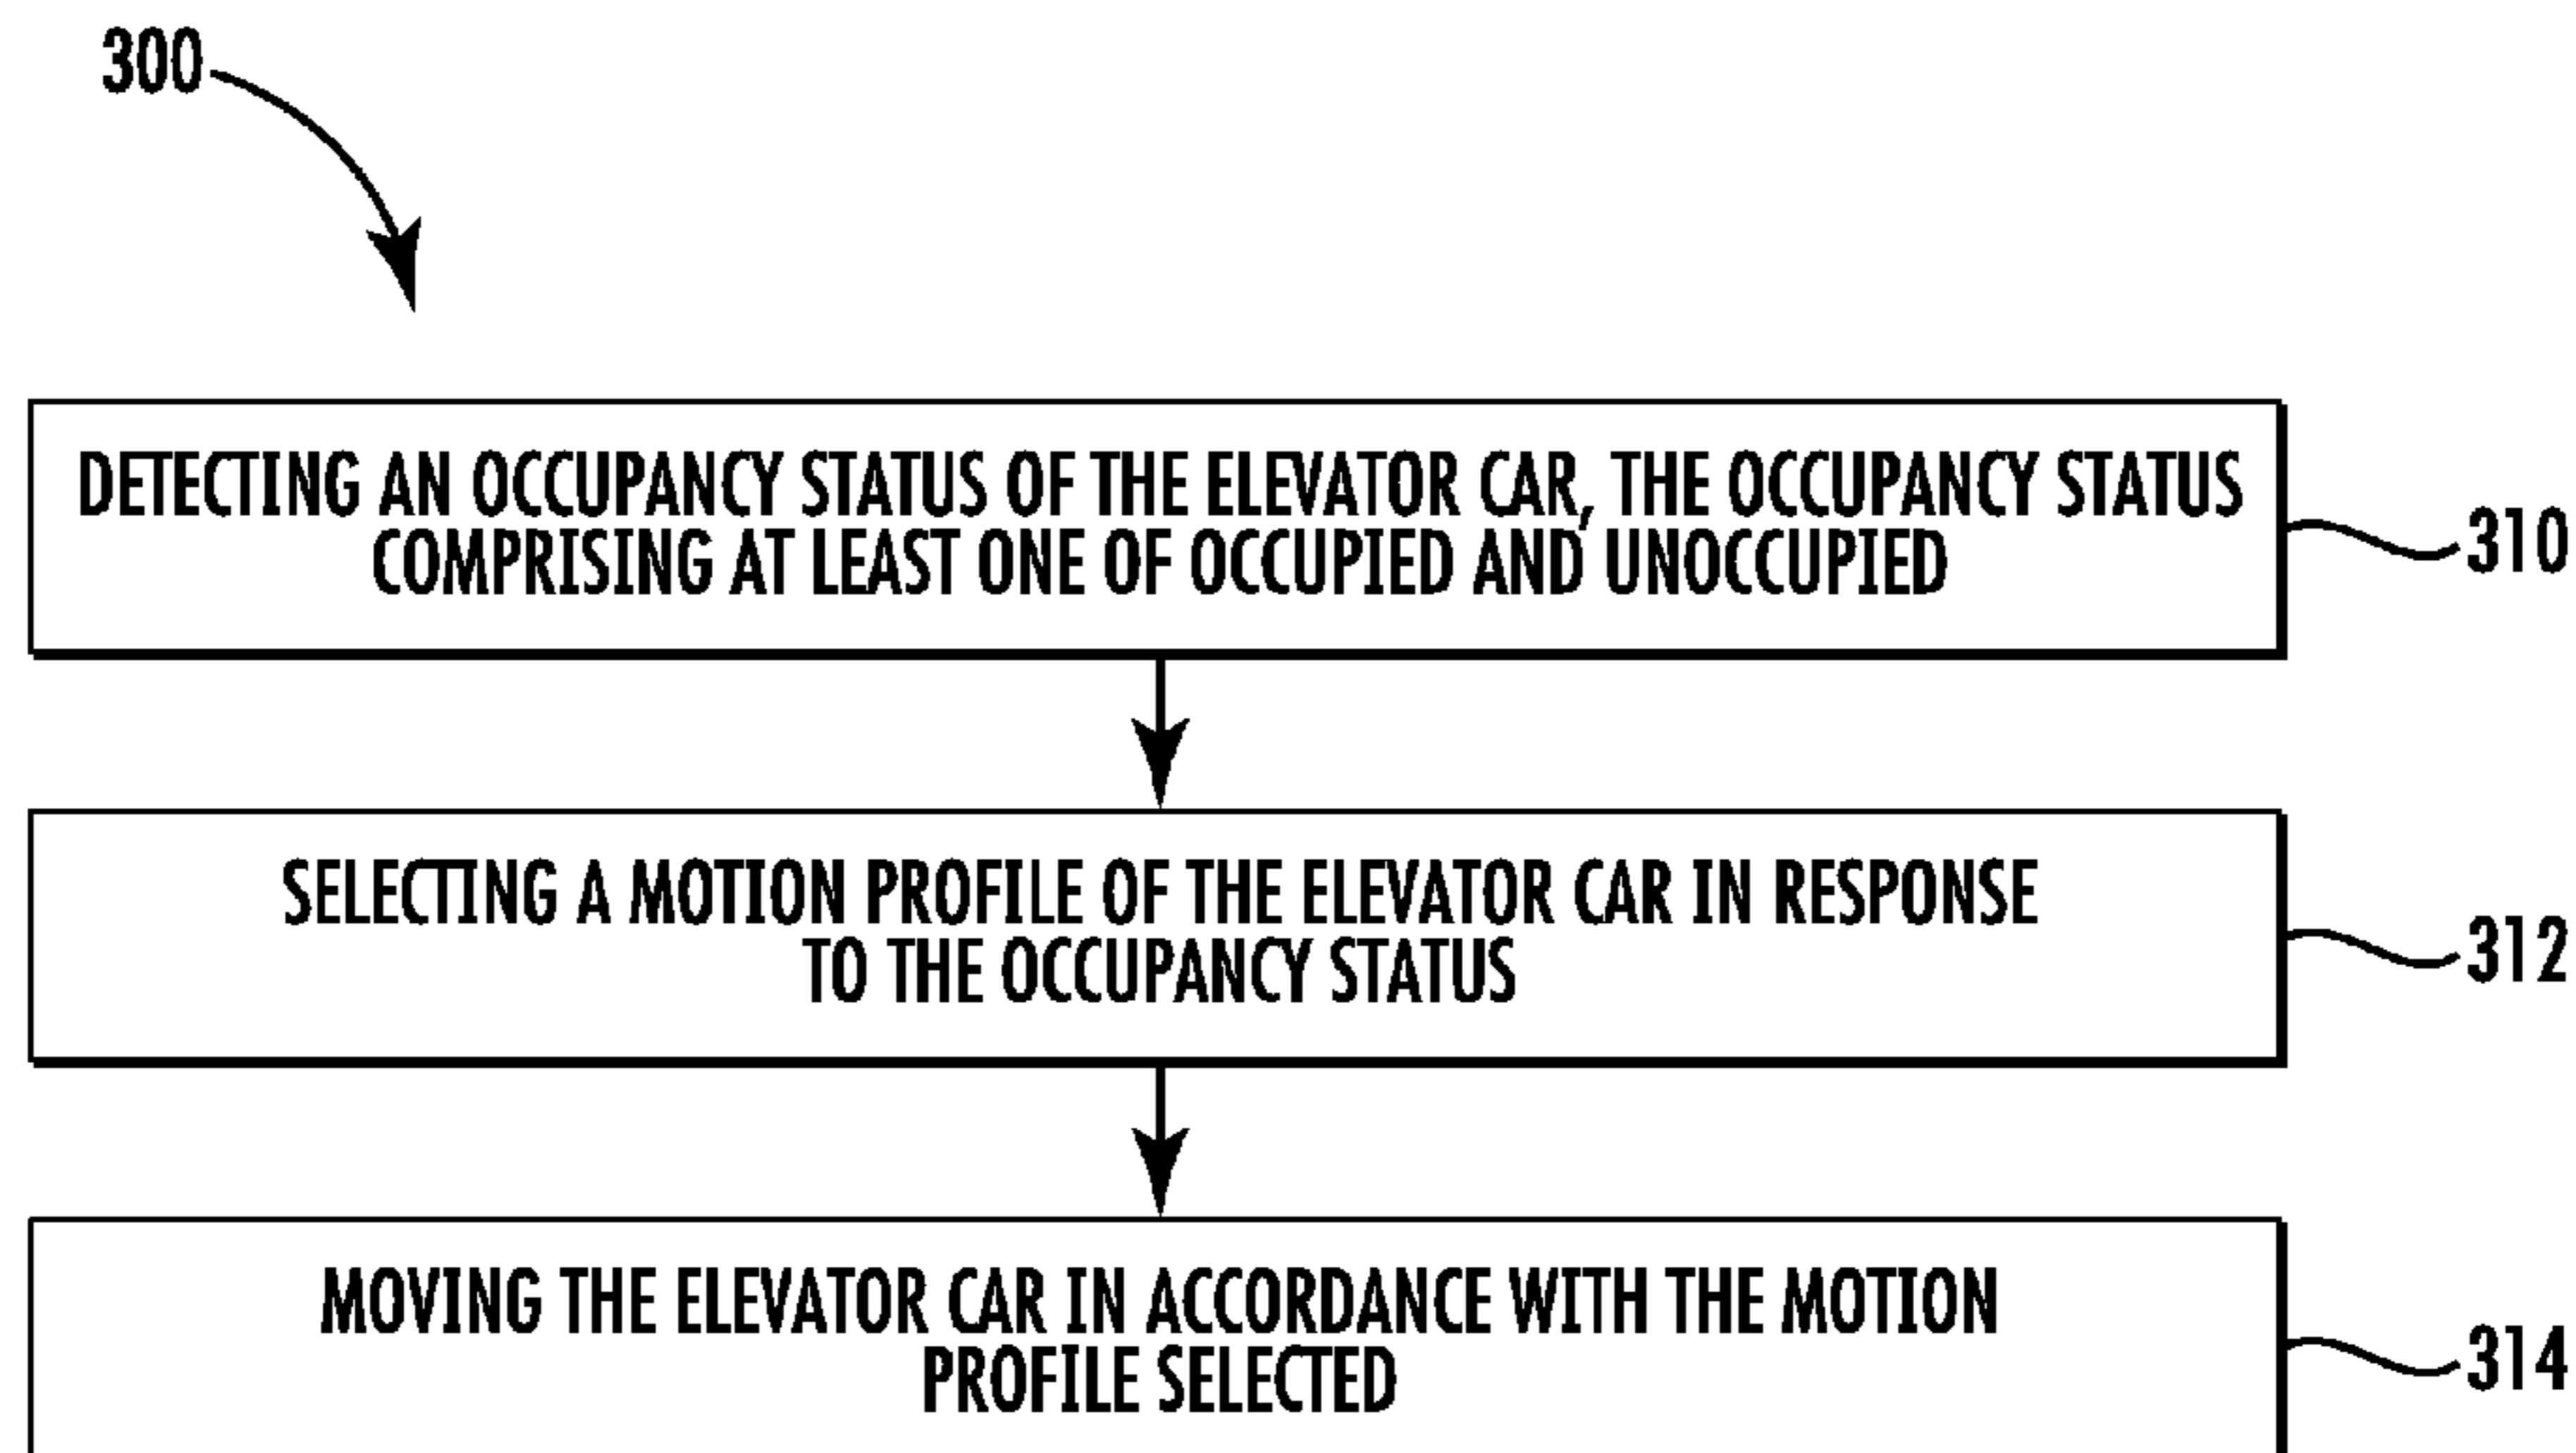 300
DETECTING AN OCCUPANCY STATUS OF THE ELEVATOR CAR, THE OCCUPANCY STATUS
COMPRISING AT LEAST ONE OF OCCUPIED AND UNOCCUPIED
310
SELECTING A MOTION PROFILE OF THE ELEVATOR CAR IN RESPONSE
TO THE OCCUPANCY STATUS
312
MOVING THE ELEVATOR CAR IN ACCORDANCE WITH THE MOTION
PROFILE SELECTED
314